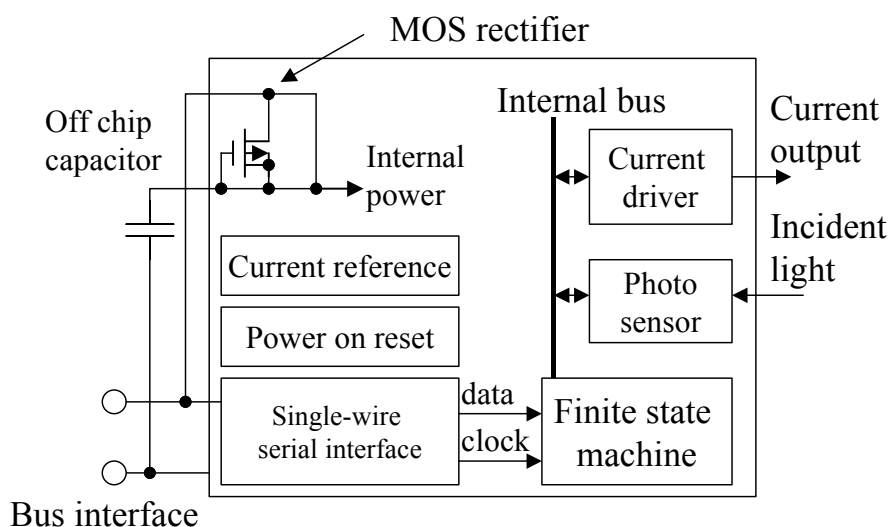 MOS rectifier
Off chip
capacitor
Internal
power
Internal bus
Current
output
Current
driver
Incident
light
Current reference
Photo
sensor
Power on reset
Single-wire
serial interface
data
clock
Finite state
machine
Bus interface